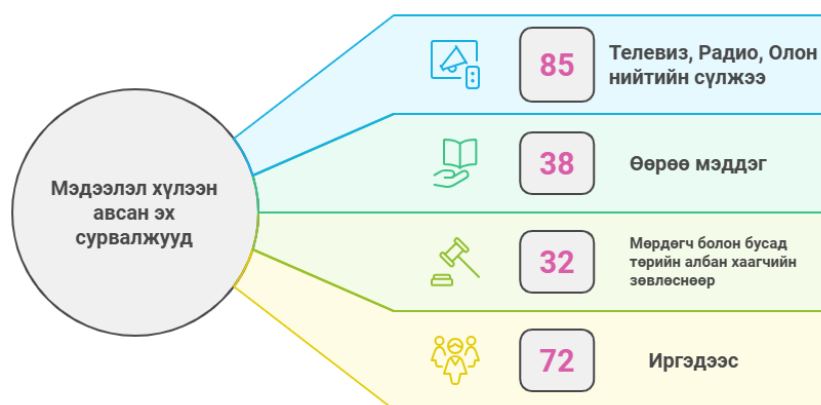 Мэдээлэл хүлээн
авсан эх
сурвалжууд
85
Телевиз, Радио, Олон
нийтийн сүлжээ
38
Өөрөө мэддэг
32
Мөрдөгч болон бусад
төрийн албан хаагчийн
зөвлөснөөр
72
Иргэдээс